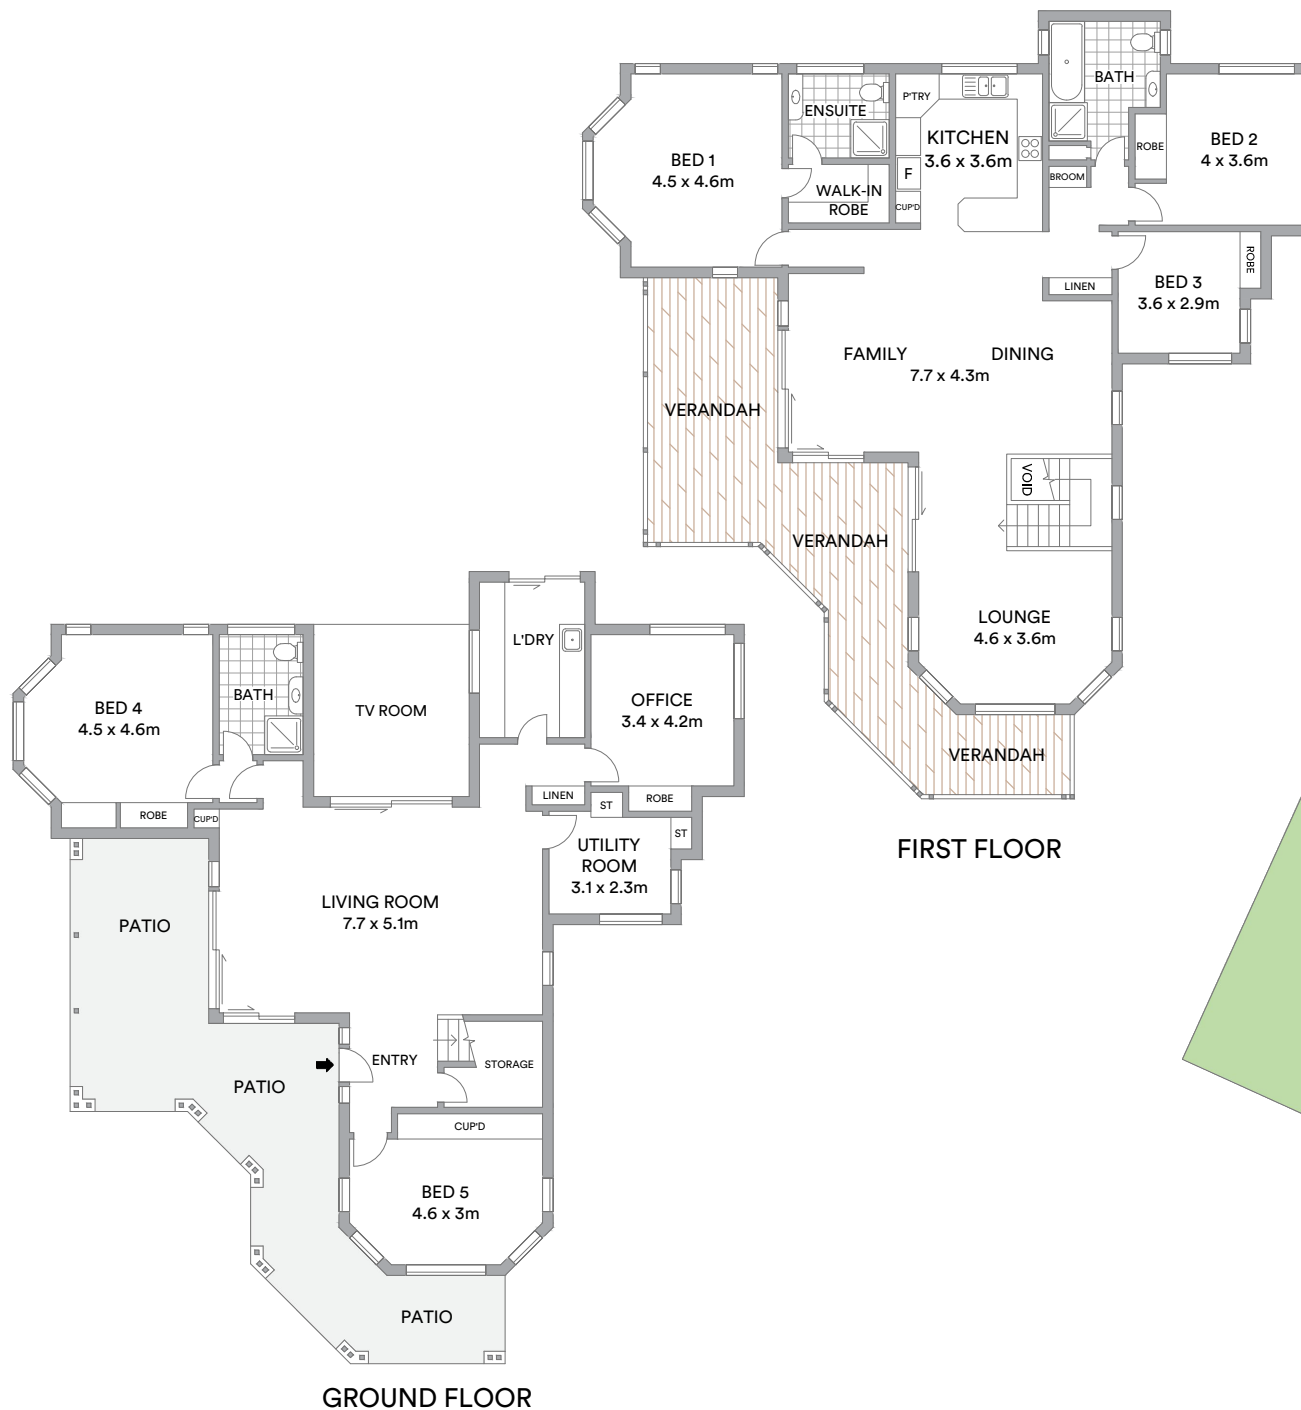 BATH
P'TRY
ENSUITE
KITCHEN
3.6 x 3.6m
BED 1
4.5 x 4.6m
ROBE
BED 2
4 x 3.6m
F
WALK-IN
ROBE
BROOM
CUP'D
ROBE
LINEN
BED 3
3.6 x 2.9m
FAMILY
DINING
7.7 x 4.3m
VERANDAH
VOID
VERANDAH
LOUNGE
4.6 x 3.6m
VERANDAH
FIRST FLOOR
L'DRY
BATH
BED 4
4.5 x 4.6m
TV ROOM
OFFICE
3.4 x 4.2m
LINEN
ST
ROBE
ROBE
CUP'D
ST
UTILITY
ROOM
3.1 x 2.3m
LIVING ROOM
7.7 x 5.1m
PATIO
ENTRY
STORAGE
PATIO
CUP'D
BED 5
4.6 x 3m
PATIO
GROUND FLOOR